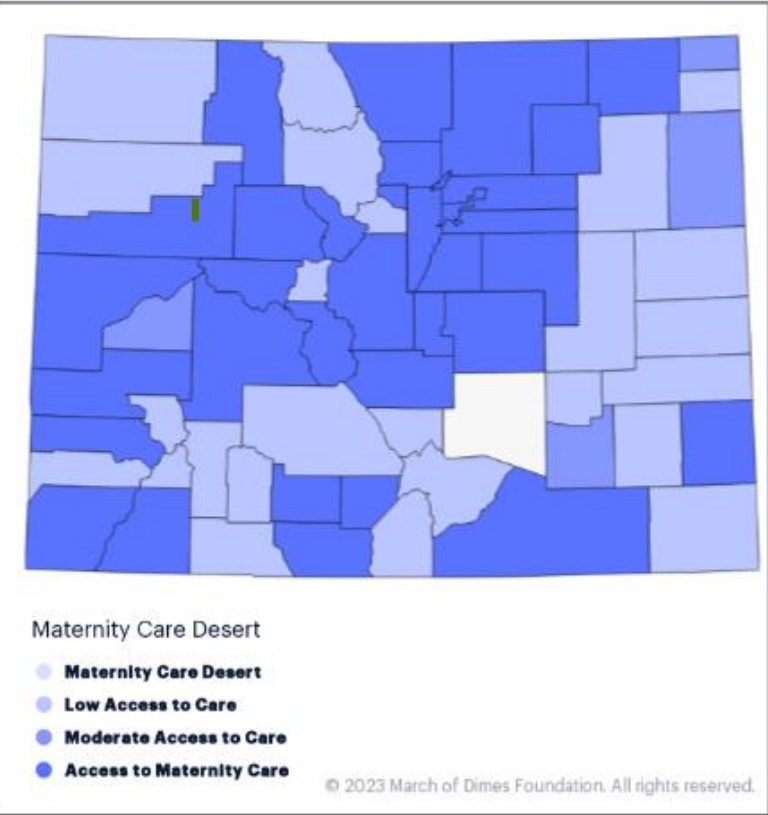 Maternity Care Desert
Maternity Care Desert
Low Access to Care
Moderate Access to Care
Access to Maternity Care
© 2023 March of Dimes Foundation. All rights reserved.